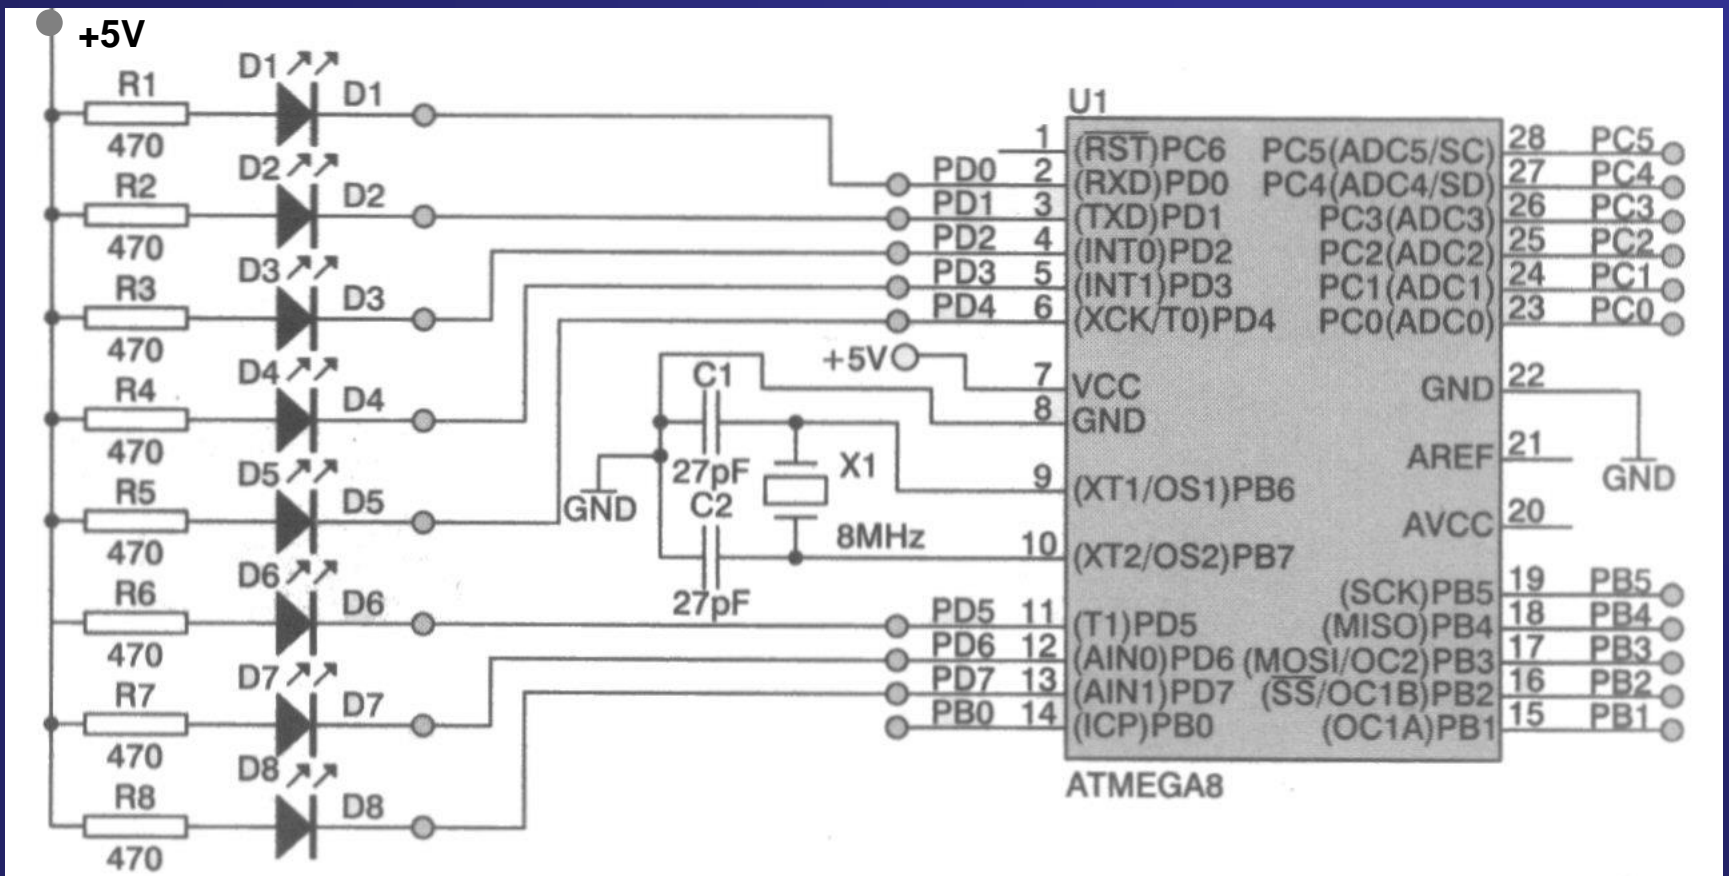 +5V
R1
470
D1
D1
R2
470
D2
D2
R3
470
D3
D3
R4
470
D4
D4
R5
470
D5
D5
R6
470
D6
D6
R7
470
D7
D7
R8
470
D8
D8
+5V
C1
27pF
C2
27pF
GND
X1
8MHz
U1
1 (RST)PC6
PD0 2 (RXD)PD0
PD1 3 (TXD)PD1
PD2 4 (INT0)PD2
PD3 5 (INT1)PD3
PD4 6 (XCK/T0)PD4
7 VCC
8 GND
9 (XT1/OS1)PB6
10 (XT2/OS2)PB7
PD5 11 (T1)PD5
PD6 12 (AIN0)PD6
PD7 13 (AIN1)PD7
PB0 14 (ICP)PB0
PC5(ADC5/SC) 28 PC5
PC4(ADC4/SD) 27 PC4
PC3(ADC3) 26 PC3
PC2(ADC2) 25 PC2
PC1(ADC1) 24 PC1
PC0(ADC0) 23 PC0
GND 22
GND
AREF 21
AVCC 20
(SCK)PB5 19 PB5
(MISO)PB4 18 PB4
(MOSI/OC2)PB3 17 PB3
(SS/OC1B)PB2 16 PB2
(OC1A)PB1 15 PB1
ATMEGA8